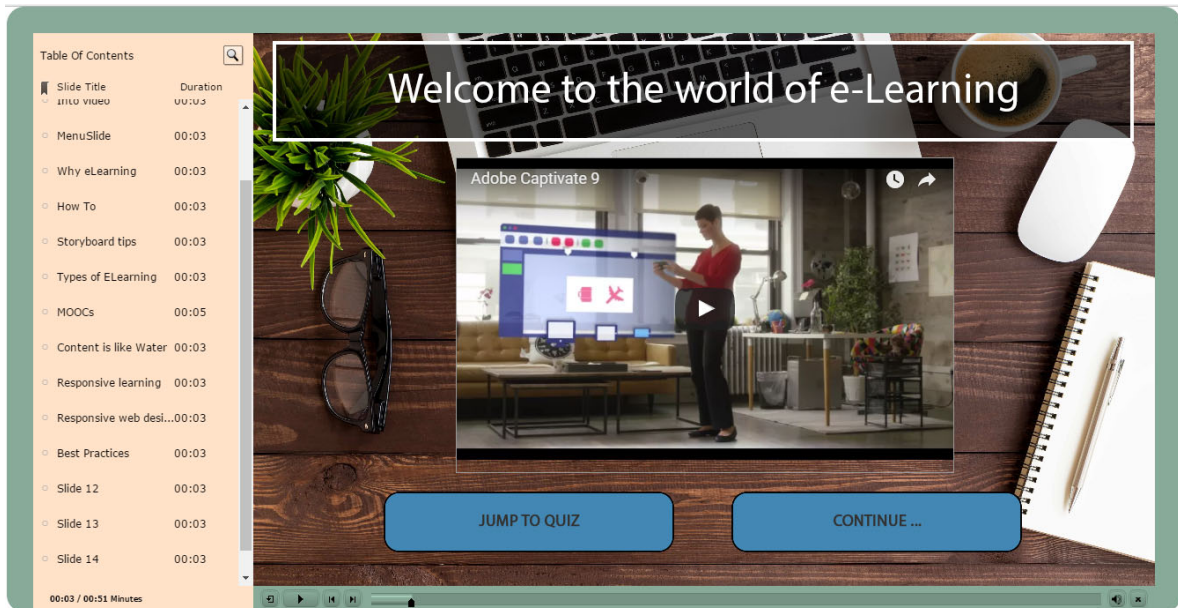 Table Of Contents
Slide Title Duration
Into video 00:03
MenuSlide 00:03
Why eLearning 00:03
How To 00:03
Storyboard tips 00:03
Types of ELearning 00:03
MOOCs 00:05
Content is like Water 00:03
Responsive learning 00:03
Responsive web desi...00:03
Best Practices 00:03
Slide 12 00:03
Slide 13 00:03
Slide 14 00:03
00:03 / 00:51 Minutes
Welcome to the world of e-Learning
Adobe Captivate 9
JUMP TO QUIZ
CONTINUE ...